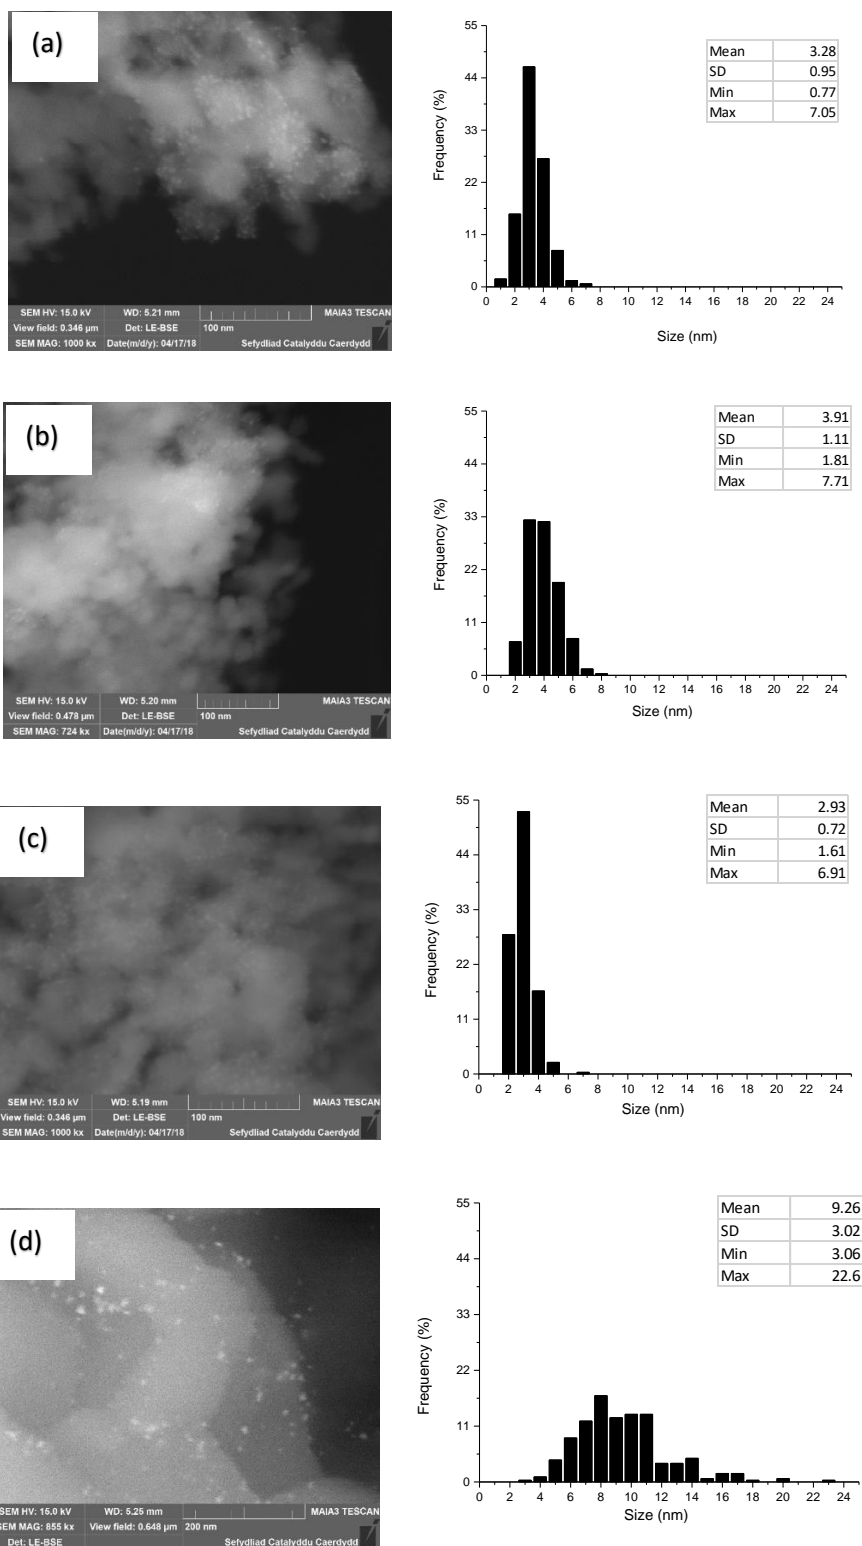 (a)
SEM HV: 15.0 kV WD: 5.21 mm MAIA3 TESCAN
View field: 0.346 µm Det: LE-BSE 100 nm
SEM MAG: 1000 kx Date(m/d/y): 04/17/18 Sefydliad Catalyddu Caerdydd
Frequency (%)
55
44
33
22
11
0
0 2 4 6 8 10 12 14 16 18 20 22 24
Size (nm)
Mean 3.28
SD 0.95
Min 0.77
Max 7.05
(b)
SEM HV: 15.0 kV WD: 5.20 mm MAIA3 TESCAN
View field: 0.478 µm Det: LE-BSE 100 nm
SEM MAG: 724 kx Date(m/d/y): 04/17/18 Sefydliad Catalyddu Caerdydd
Frequency (%)
55
44
33
22
11
0
0 2 4 6 8 10 12 14 16 18 20 22 24
Size (nm)
Mean 3.91
SD 1.11
Min 1.81
Max 7.71
(c)
SEM HV: 15.0 kV WD: 5.19 mm MAIA3 TESCAN
View field: 0.346 µm Det: LE-BSE 100 nm
SEM MAG: 1000 kx Date(m/d/y): 04/17/18 Sefydliad Catalyddu Caerdydd
Frequency (%)
55
44
33
22
11
0
0 2 4 6 8 10 12 14 16 18 20 22 24
Size (nm)
Mean 2.93
SD 0.72
Min 1.61
Max 6.91
(d)
SEM HV: 15.0 kV WD: 5.25 mm MAIA3 TESCAN
SEM MAG: 855 kx View field: 0.648 µm 200 nm
Det: LE-BSE Sefydliad Catalyddu Caerdydd
Frequency (%)
55
44
33
22
11
0
0 2 4 6 8 10 12 14 16 18 20 22 24
Size (nm)
Mean 9.26
SD 3.02
Min 3.06
Max 22.6